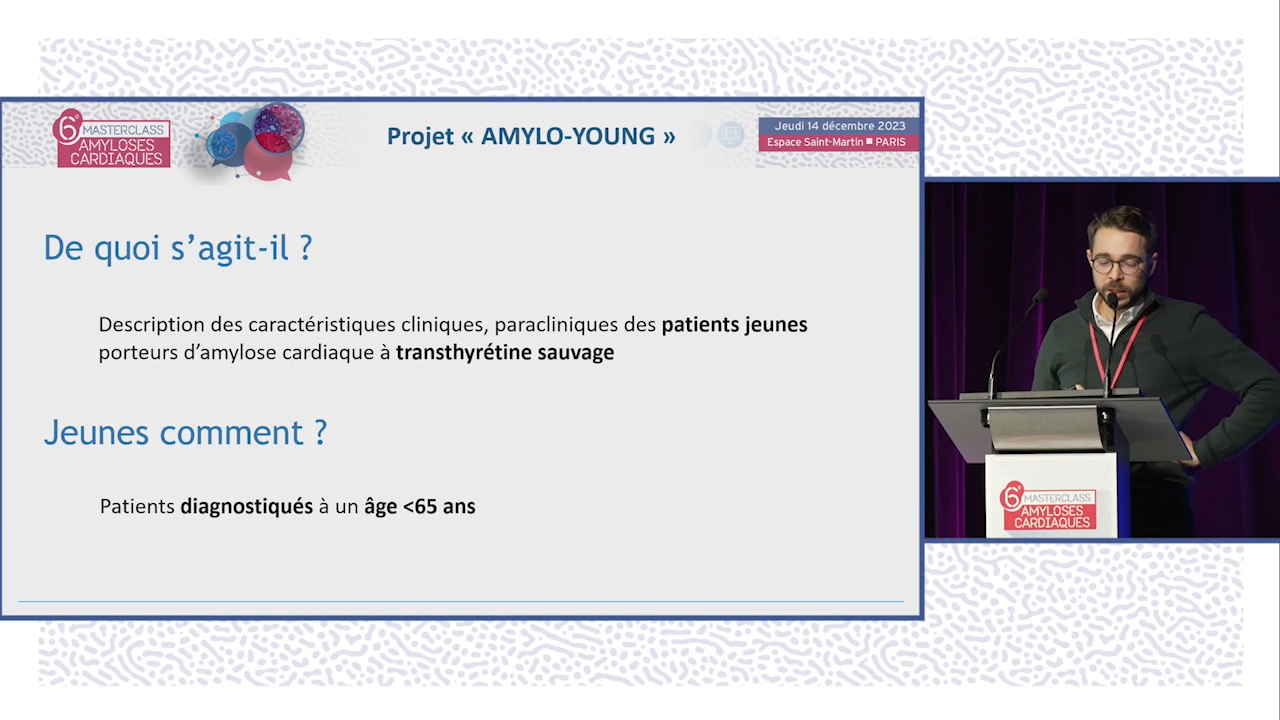 6e MASTERCLASS
AMYLOSES
CARDIAQUES
Projet « AMYLO-YOUNG »
Jeudi 14 décembre 2023
Espace Saint-Martin ■ PARIS
De quoi s’agit-il ?
Description des caractéristiques cliniques, paracliniques des patients jeunes
porteurs d’amylose cardiaque à transthyrétine sauvage
Jeunes comment ?
Patients diagnostiqués à un âge <65 ans
6e MASTERCLASS
AMYLOSES
CARDIAQUES